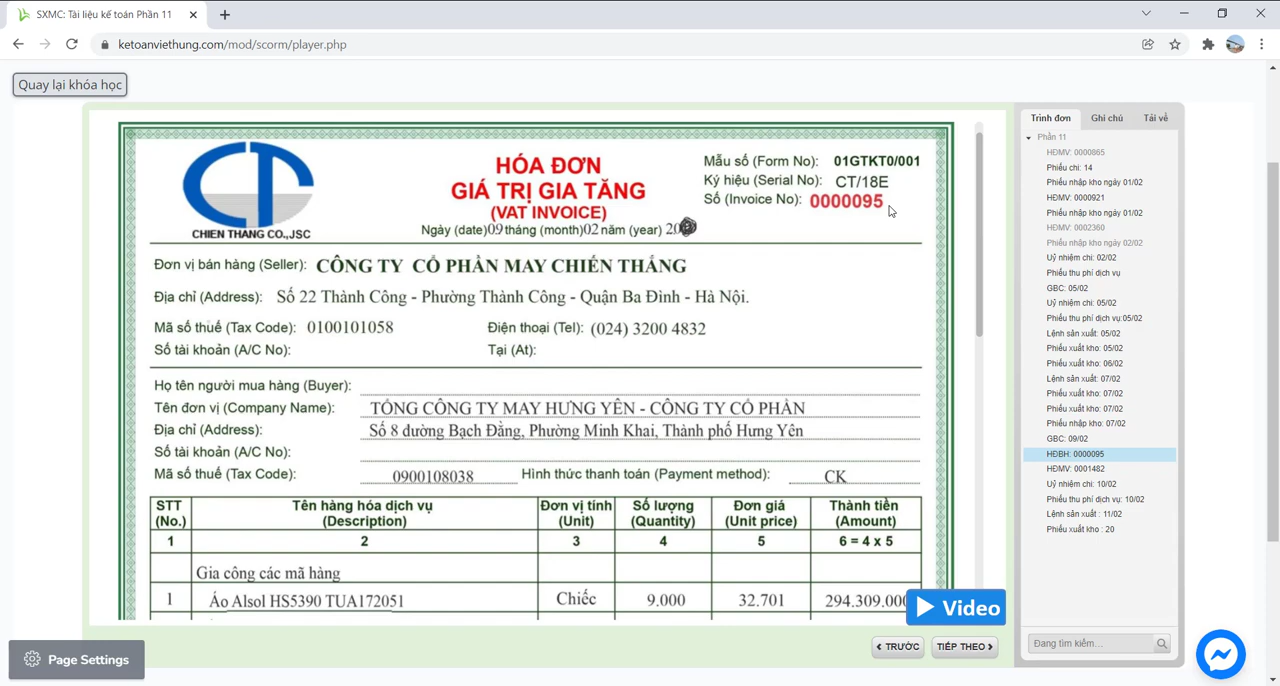 SXMC: Tài liệu kế toán Phần 11
ketoanviethung.com/mod/scorm/player.php
Quay lại khóa học
CT
CHIEN THANG CO.,JSC
HÓA ĐƠN
GIÁ TRỊ GIA TĂNG
(VAT INVOICE)
Ngày (date)09tháng (month)02năm (year) 20
Mẫu số (Form No): 01GTKT0/001
Ký hiệu (Serial No): CT/18E
Số (Invoice No): 0000095
Đơn vị bán hàng (Seller): CÔNG TY CỔ PHẦN MAY CHIẾN THẮNG
Địa chỉ (Address): Số 22 Thành Công - Phường Thành Công - Quận Ba Đình - Hà Nội.
Mã số thuế (Tax Code): 0100101058 Điện thoại (Tel): (024) 3200 4832
Số tài khoản (A/C No): Tại (At):
Họ tên người mua hàng (Buyer):
Tên đơn vị (Company Name): TỔNG CÔNG TY MAY HƯNG YÊN - CÔNG TY CỔ PHẦN
Địa chỉ (Address): Số 8 đường Bạch Đằng, Phường Minh Khai, Thành phố Hưng Yên
Số tài khoản (A/C No):
Mã số thuế (Tax Code): 0900108038 Hình thức thanh toán (Payment method): CK
STT Tên hàng hóa dịch vụ Đơn vị tính Số lượng Đơn giá Thành tiền
(No.) (Description) (Unit) (Quantity) (Unit price) (Amount)
1 2 3 4 5 6 = 4 x 5
Gia công các mã hàng
1 Áo Alsol HS5390 TUA172051 Chiếc 9.000 32.701 294.309.000
Video
TRƯỚC TIẾP THEO
Page Settings
Trình đơn Ghi chú Tải về
Phần 11
HĐMV: 0000865
Phiếu chi: 14
Phiếu nhập kho ngày 01/02
HĐMV: 0000921
Phiếu nhập kho ngày 01/02
HĐMV: 0002360
Phiếu nhập kho ngày 02/02
Uỷ nhiệm chi: 02/02
Phiếu thu phí dịch vụ
GBC: 05/02
Uỷ nhiệm chi: 05/02
Phiếu thu phí dịch vụ:05/02
Lệnh sản xuất: 05/02
Phiếu xuất kho: 05/02
Phiếu xuất kho: 06/02
Lệnh sản xuất: 07/02
Phiếu xuất kho: 07/02
Phiếu xuất kho: 07/02
Phiếu nhập kho: 07/02
GBC: 09/02
HĐBH: 0000095
HĐMV: 0001482
Uỷ nhiệm chi: 10/02
Phiếu thu phí dịch vụ: 10/02
Lệnh sản xuất : 11/02
Phiếu xuất kho : 20
Đang tìm kiếm...